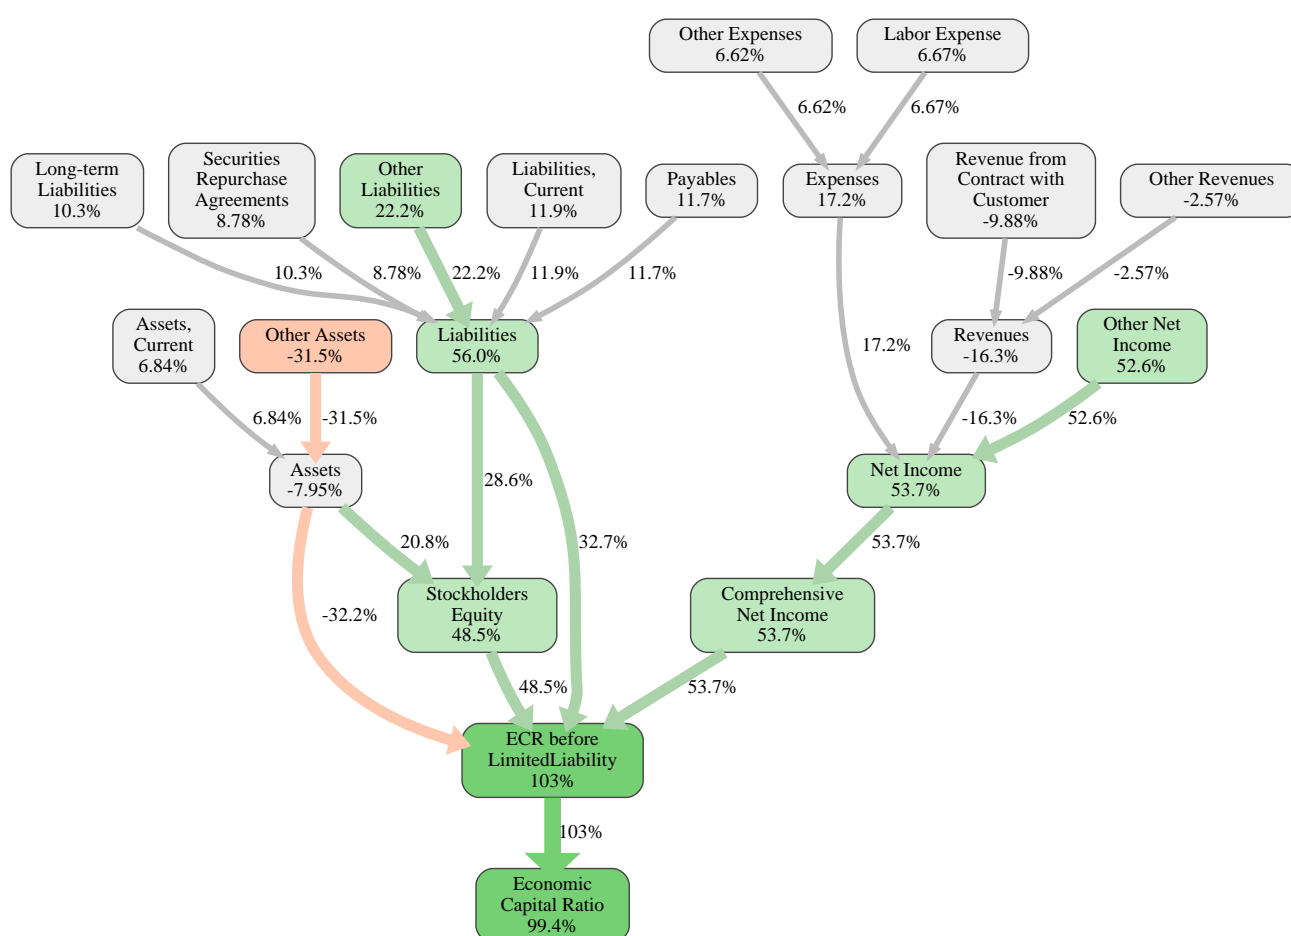 Other Expenses
6.62%
Labor Expense
6.67%
6.62%
6.67%
Long-term
Liabilities
10.3%
Securities
Repurchase
Agreements
8.78%
Other
Liabilities
22.2%
Liabilities,
Current
11.9%
Payables
11.7%
Expenses
17.2%
Revenue from
Contract with
Customer
-9.88%
Other Revenues
-2.57%
10.3%
8.78%
22.2%
11.9%
11.7%
-9.88%
-2.57%
Assets,
Current
6.84%
Other Assets
-31.5%
Liabilities
56.0%
17.2%
Revenues
-16.3%
Other Net
Income
52.6%
6.84%
-31.5%
-16.3%
52.6%
Assets
-7.95%
28.6%
Net Income
53.7%
20.8%
32.7%
53.7%
-32.2%
Stockholders
Equity
48.5%
Comprehensive
Net Income
53.7%
48.5%
53.7%
ECR before
LimitedLiability
103%
103%
Economic
Capital Ratio
99.4%